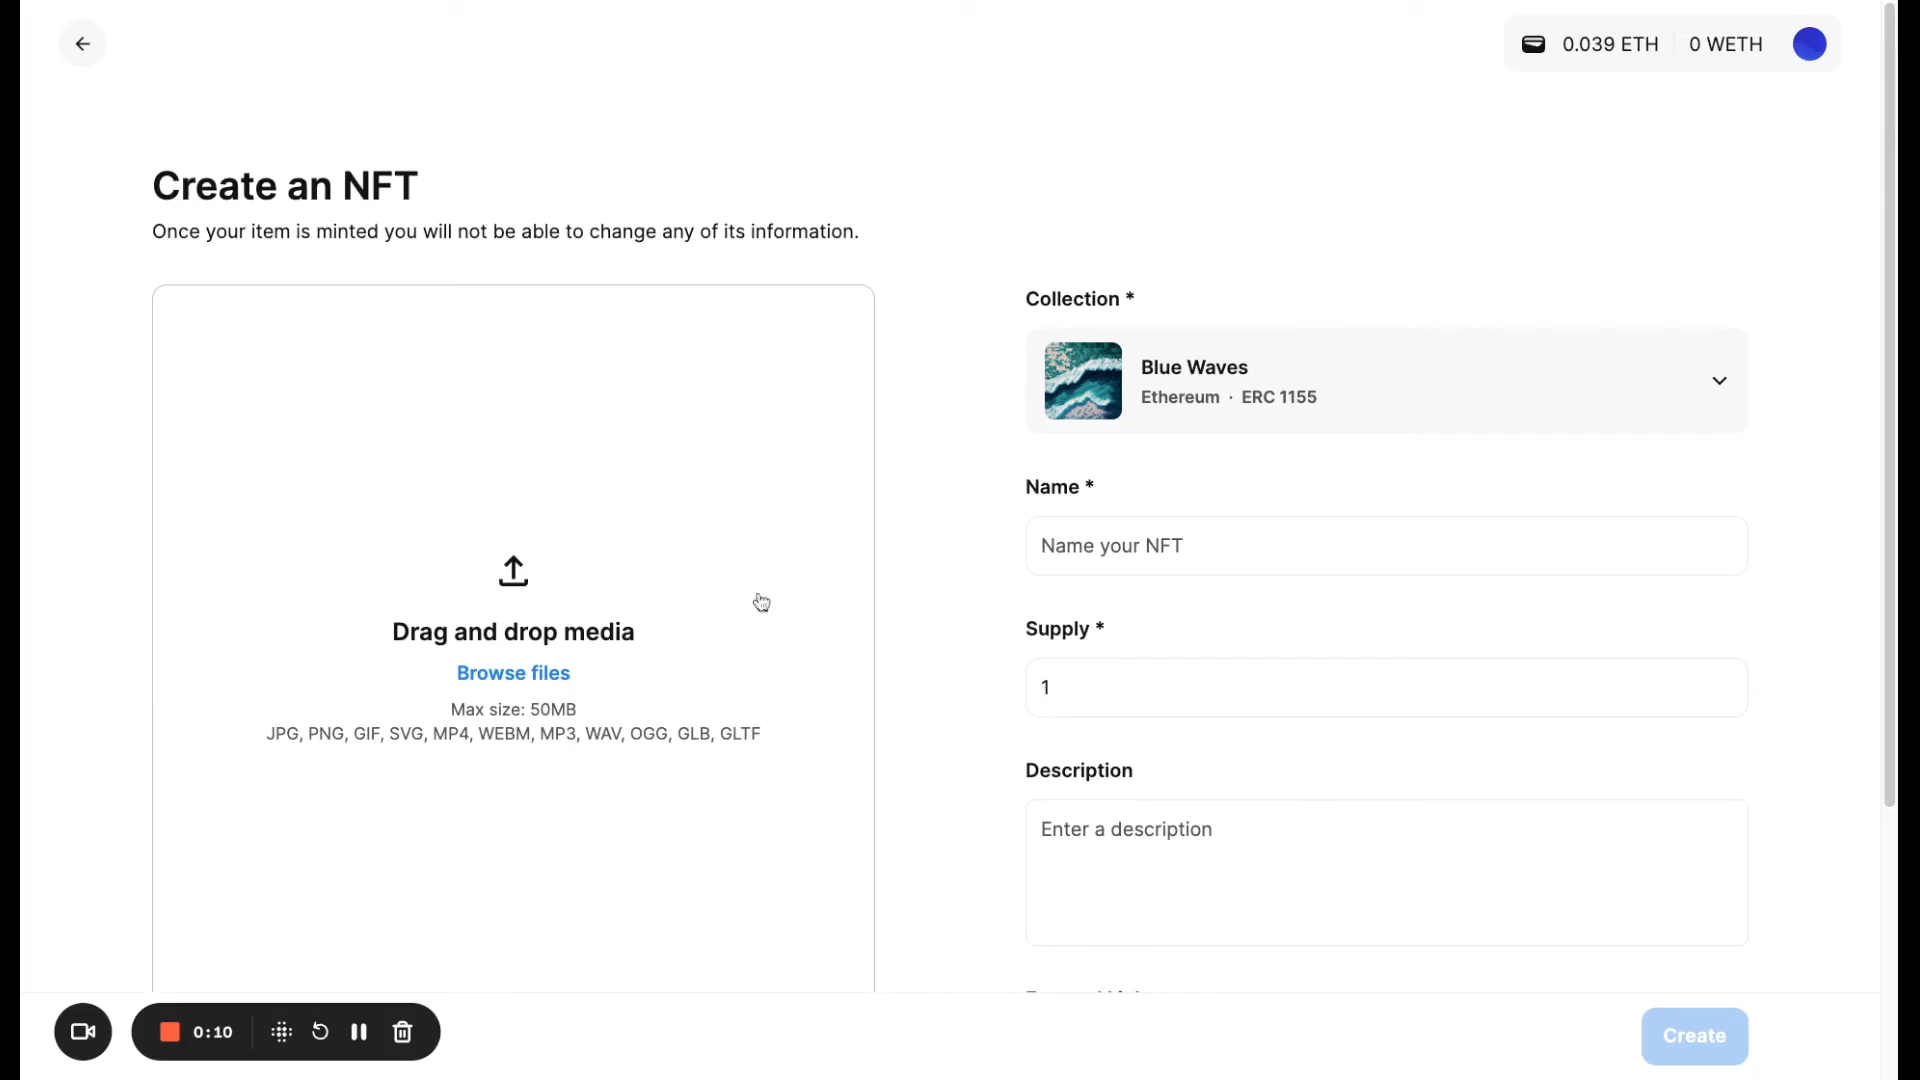 0.039 ETH
0 WETH
Create an NFT
Once your item is minted you will not be able to change any of its information.
Drag and drop media
Browse files
Max size: 50MB
JPG, PNG, GIF, SVG, MP4, WEBM, MP3, WAV, OGG, GLB, GLTF
Collection *
Blue Waves
Ethereum · ERC 1155
Name *
Name your NFT
Supply *
1
Description
Enter a description
0:10
Create